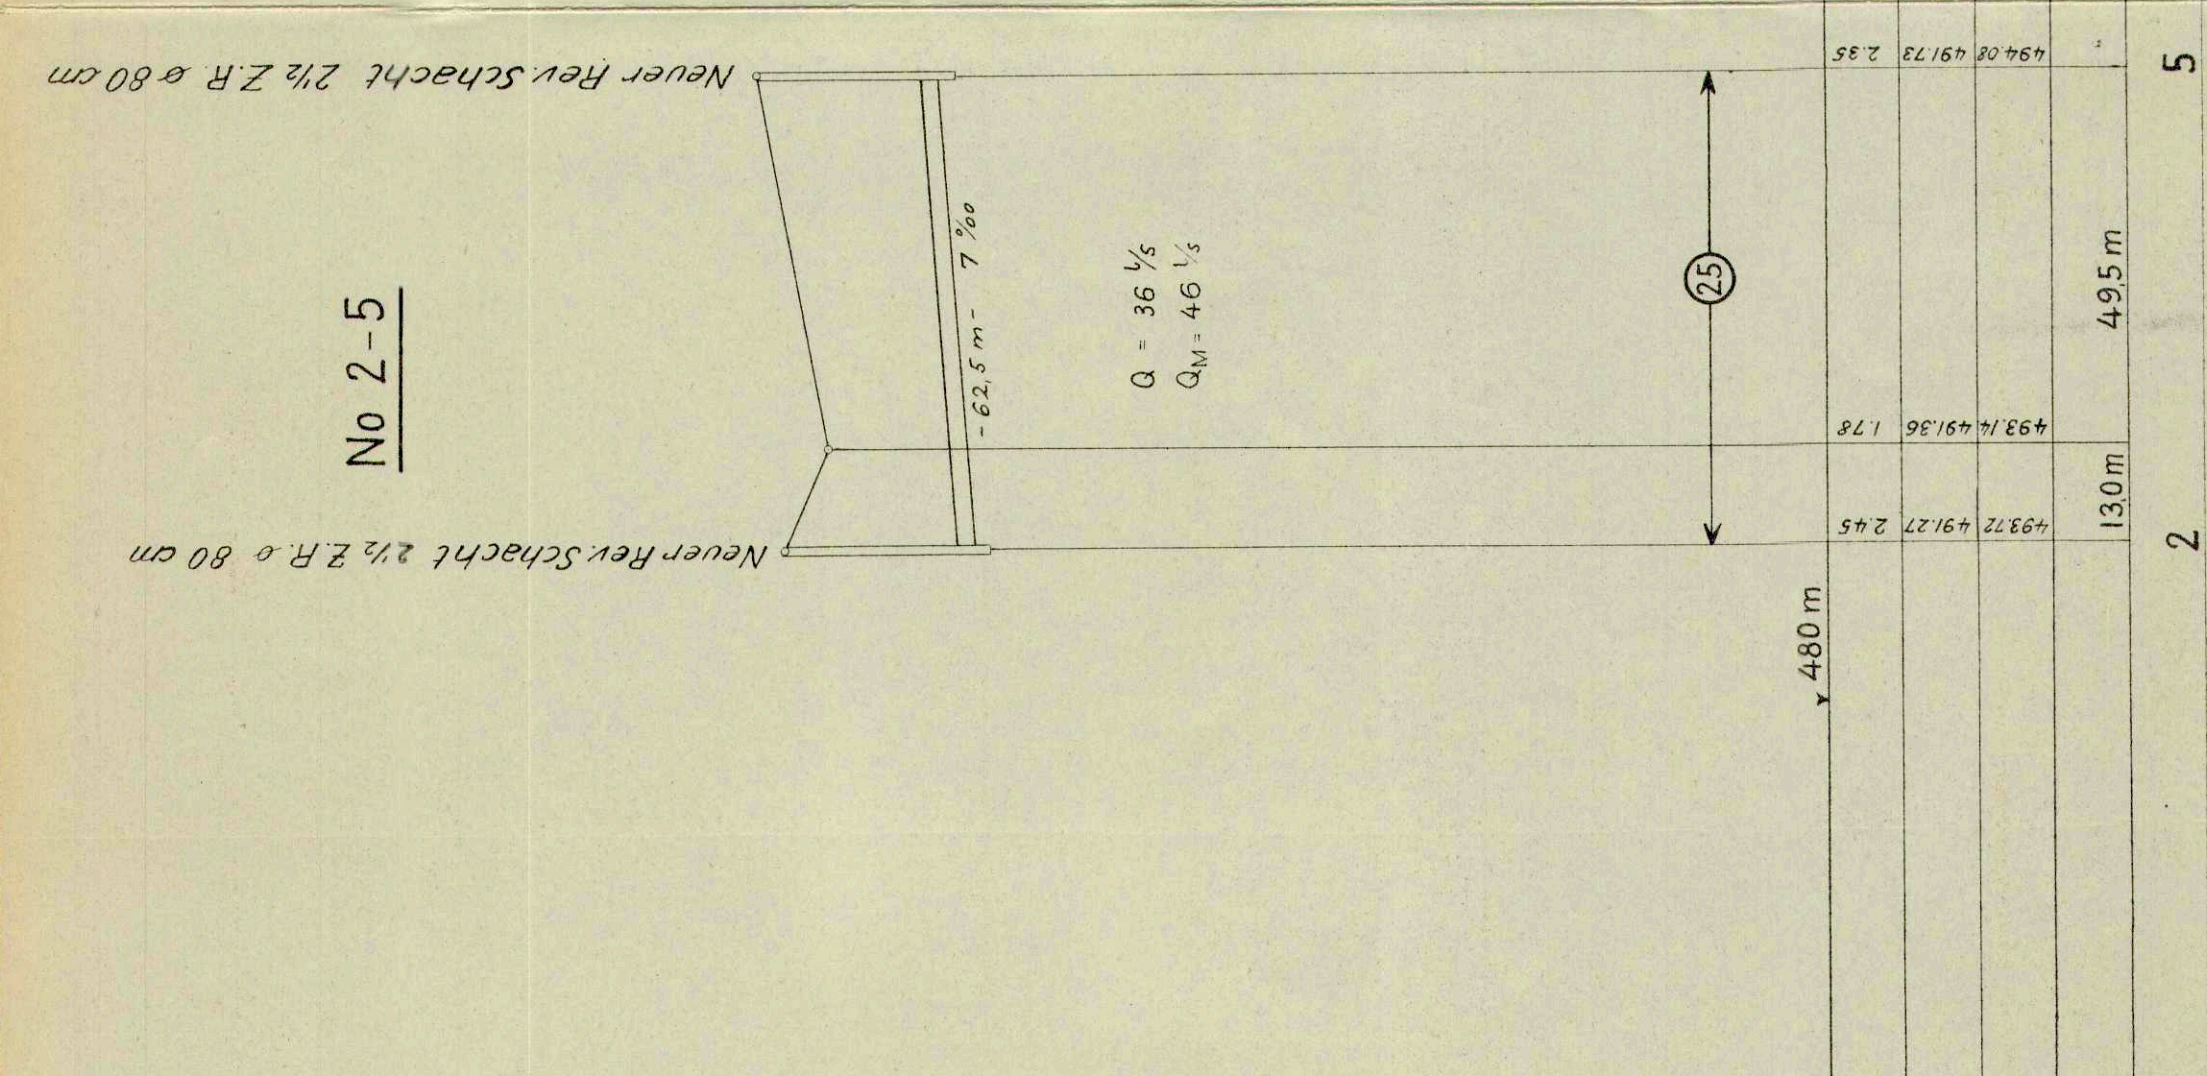 No 2-5
Neuer Rev. Schacht 2½ Z.R. ø 80 cm
Neuer Rev. Schacht 2½ Z.R. ø 80 cm
- 62,5 m - 7 ‰
Q = 36 l/s
QM = 46 l/s
25
480 m
2.45 1.78 2.35
491.27 491.36 491.73
493.72 493.14 494.08
13,0 m 49,5 m
2 5